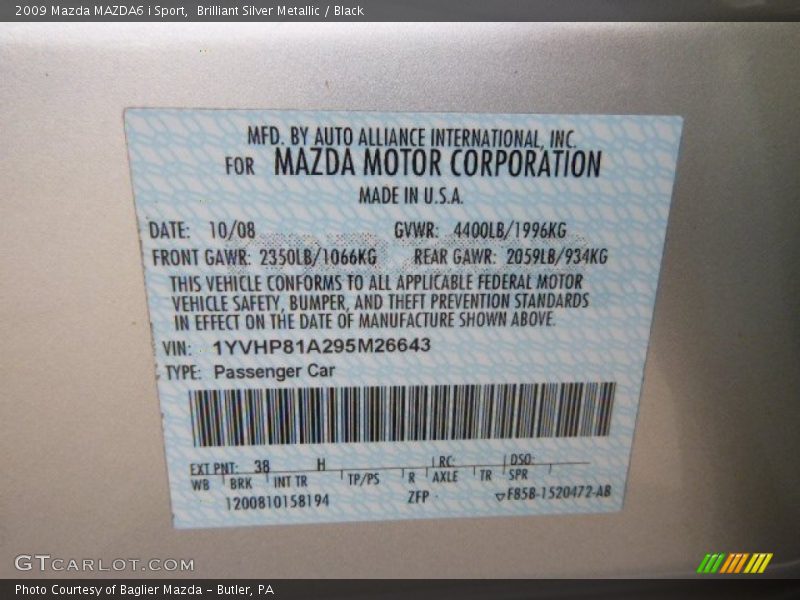 2009 Mazda MAZDA6 i Sport, Brilliant Silver Metallic / Black
MFD. BY AUTO ALLIANCE INTERNATIONAL, INC.
FOR MAZDA MOTOR CORPORATION
MADE IN U.S.A.
DATE: 10/08 GVWR: 4400LB/1996KG
FRONT GAWR: 2350LB/1066KG REAR GAWR: 2059LB/934KG
THIS VEHICLE CONFORMS TO ALL APPLICABLE FEDERAL MOTOR
VEHICLE SAFETY, BUMPER, AND THEFT PREVENTION STANDARDS
IN EFFECT ON THE DATE OF MANUFACTURE SHOWN ABOVE.
VIN: 1YVHP81A295M26643
TYPE: Passenger Car
EXT PNT: 38 H RC: DSO:
WB BRK INT TR TP/PS R AXLE TR SPR
1200810158194 ZFP ▽F85B-1520472-AB
GTCARLOT.COM
Photo Courtesy of Baglier Mazda - Butler, PA